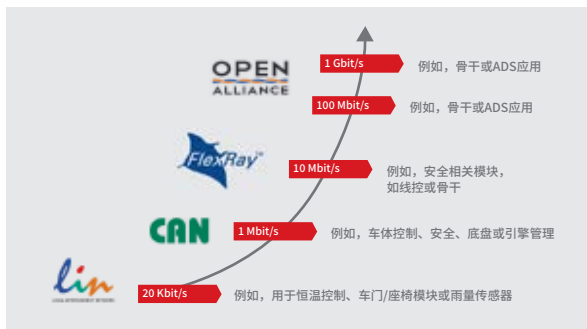 OPEN
ALLIANCE
1 Gbit/s
例如，骨干或ADS应用
100 Mbit/s
例如，骨干或ADS应用
FlexRay™
10 Mbit/s
例如，安全相关模块，
如线控或骨干
CAN
1 Mbit/s
例如，车体控制、安全、底盘或引擎管理
lin
LOCAL INTERCONNECT NETWORK
20 Kbit/s
例如，用于恒温控制、车门/座椅模块或雨量传感器